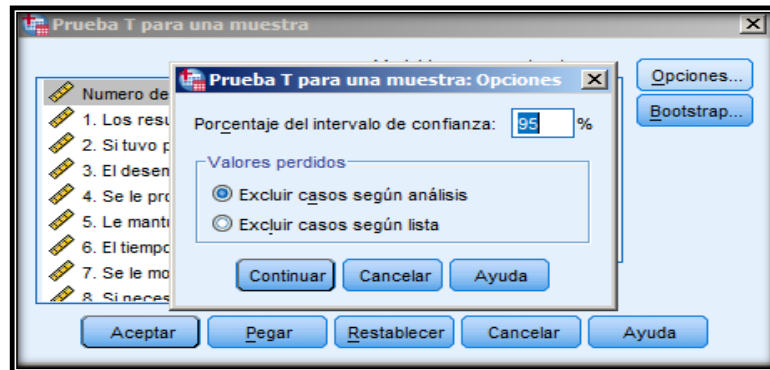 Prueba T para una muestra
Prueba T para una muestra: Opciones
Opciones...
Bootstrap...
Numero de
1. Los resu
2. Si tuvo p
3. El desen
4. Se le pro
5. Le mantu
6. El tiempo
7. Se le mo
8. Si neces
Porcentaje del intervalo de confianza: 95 %
Valores perdidos
Excluir casos según análisis
Excluir casos según lista
Continuar Cancelar Ayuda
Aceptar Pegar Restablecer Cancelar Ayuda